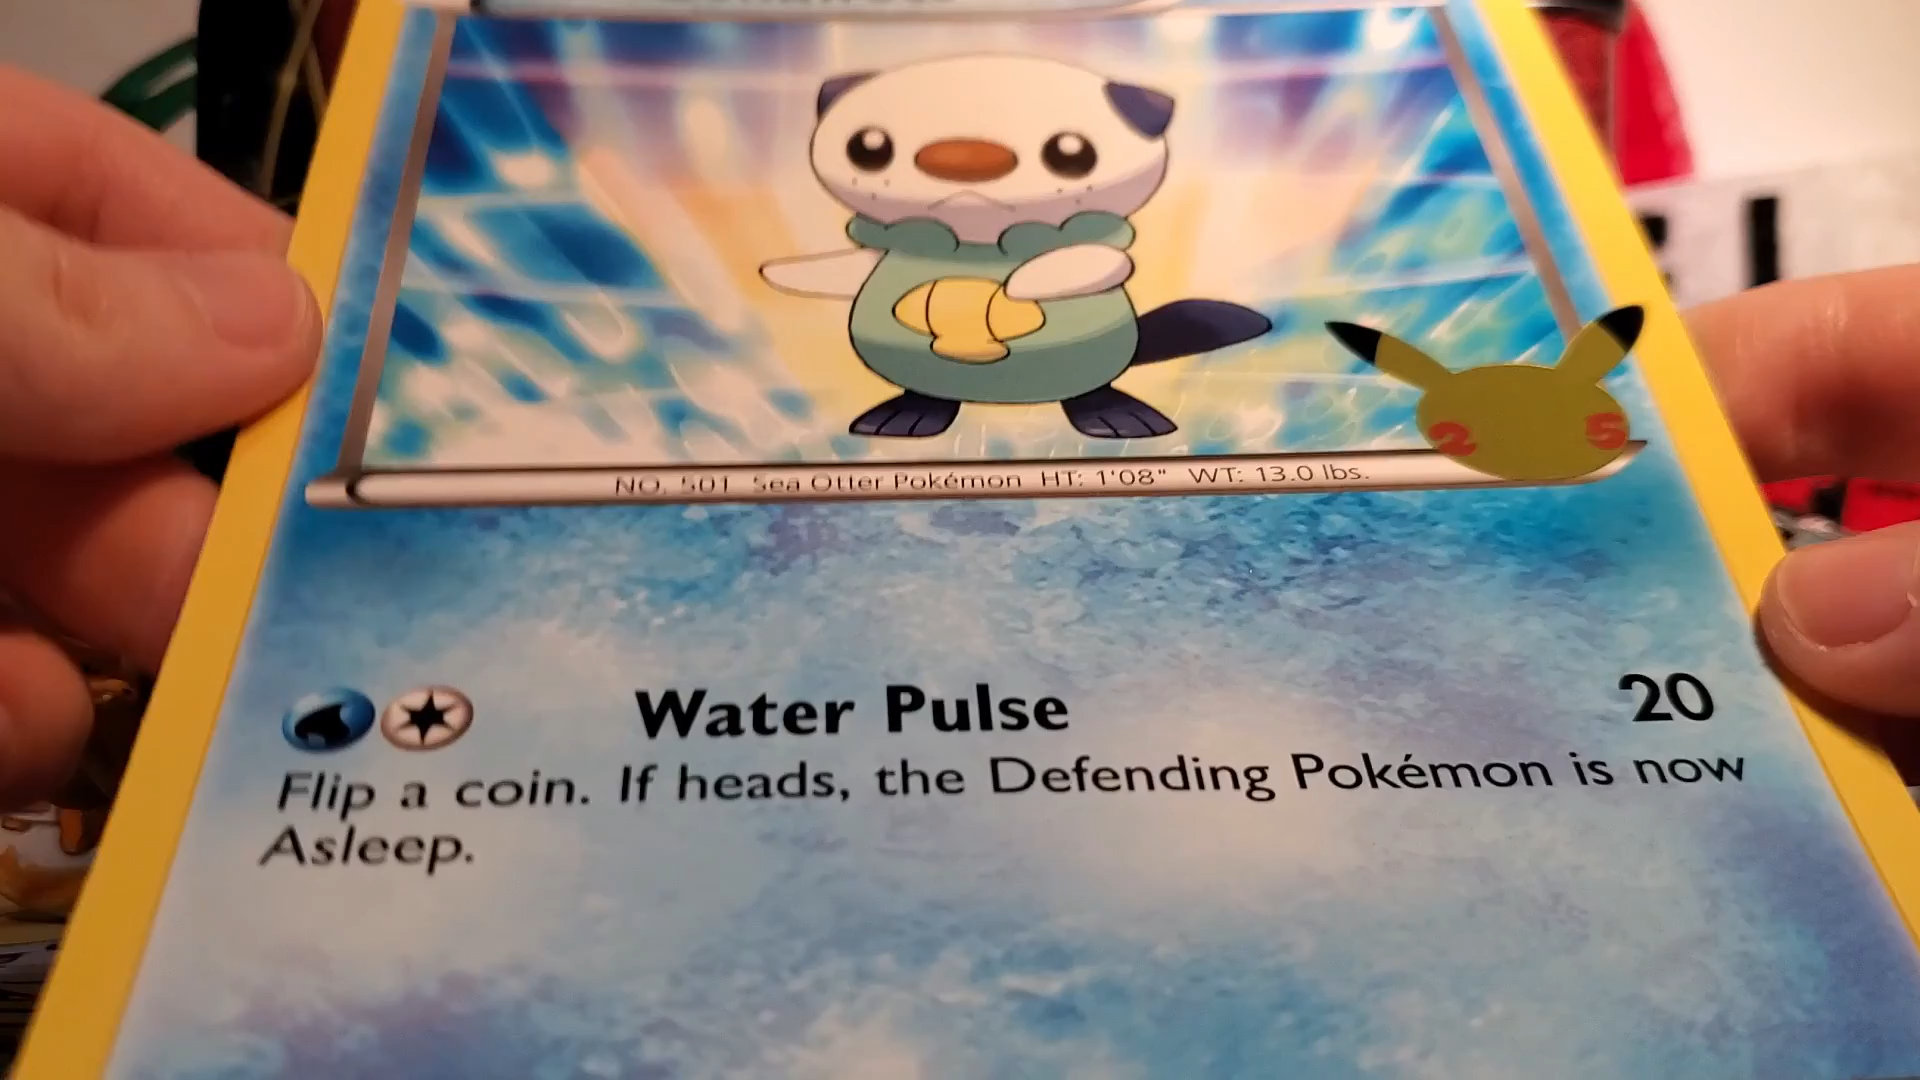 NO. 501 Sea Otter Pokémon HT: 1'08" WT: 13.0 lbs.
25
Water Pulse 20
Flip a coin. If heads, the Defending Pokémon is now
Asleep.